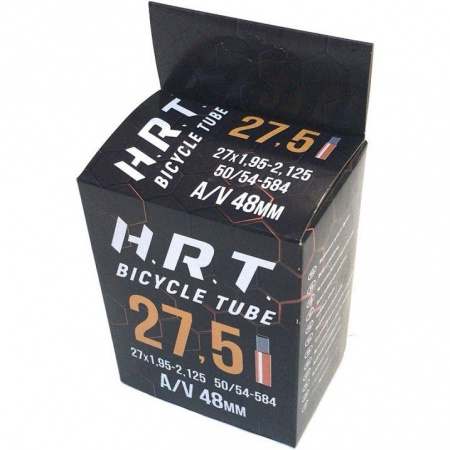 H.R.T.
BICYCLE TUBE
27,5
27x1,95-2,125
50/54-584
A/V 48MM
H.R.T.
BICYCLE TUBE
27,5
27x1,95-2,125 50/54-584
A/V 48MM